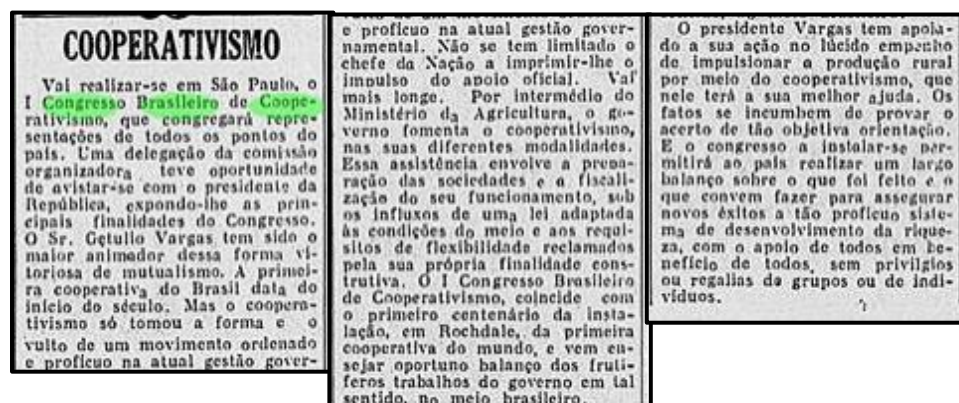 COOPERATIVISMO
Vai realizar-se em São Paulo, o
I Congresso Brasileiro de Coope-
rativismo, que congregará repre-
sentações de todos os pontos do
país. Uma delegação da comissão
organizadora teve oportunidade
de avistar-se com o presidente da
República, expondo-lhe as prin-
cipais finalidades do Congresso.
O Sr. Getulio Vargas tem sido o
maior animador dessa forma vi-
toriosa de mutualismo. A primei-
ra cooperativa do Brasil data do
início do século. Mas o coopera-
tivismo só tomou a forma e o
vulto de um movimento ordenado
e profícuo na atual gestão gover-
vulto de um
e profícuo na atual gestão gover-
namental. Não se tem limitado o
chefe da Nação a imprimir-lhe o
impulso do apoio oficial. Vai
mais longe. Por intermédio do
Ministério da Agricultura, o go-
verno fomenta o cooperativismo,
nas suas diferentes modalidades.
Essa assistência envolve a prepa-
ração das sociedades e a fiscali-
zação do seu funcionamento, sob
os influxos de uma lei adaptada
às condições do meio e aos requi-
sitos de flexibilidade reclamados
pela sua própria finalidade cons-
trutiva. O I Congresso Brasileiro
de Cooperativismo, coincide com
o primeiro centenário da insta-
lação, em Rochdale, da primeira
cooperativa do mundo, e vem en-
sejar oportuno balanço dos fruti-
feros trabalhos do governo em tal
sentido, no meio brasileiro.
O presidente Vargas tem apoia-
do a sua ação no lúcido empenho
de impulsionar a produção rural
por meio do cooperativismo, que
nele terá a sua melhor ajuda. Os
fatos se incumbem de provar o
acerto de tão objetiva orientação.
E o congresso a instalar-se per-
mitirá ao país realizar um largo
balanço sobre o que foi feito e o
que convem fazer para assegurar
novos êxitos a tão profícuo siste-
ma de desenvolvimento da rique-
za, com o apoio de todos em be-
nefício de todos, sem privilgios
ou regalias de grupos ou de indi-
víduos.